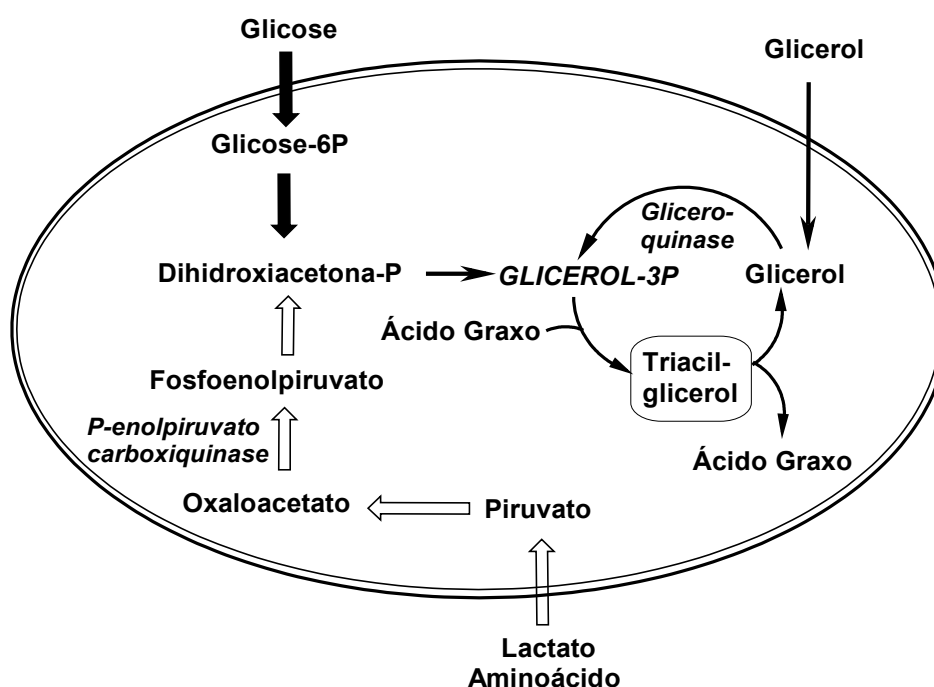 Glicose
Glicerol
Glicose-6P
Glicero-
quinase
Dihidroxiacetona-P
GLICEROL-3P
Glicerol
Ácido Graxo
Triacil-
glicerol
Fosfoenolpiruvato
P-enolpiruvato
carboxiquinase
Ácido Graxo
Oxaloacetato
Piruvato
Lactato
Aminoácido